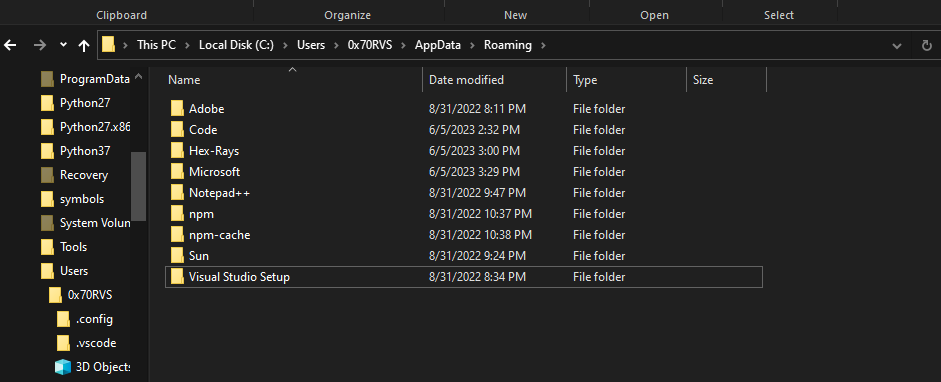 Clipboard Organize New Open Select
This PC > Local Disk (C:) > Users > 0x70RVS > AppData > Roaming >
ProgramData
Python27
Python27.x86
Python37
Recovery
symbols
System Volun
Tools
Users
0x70RVS
.config
.vscode
3D Objects
Name Date modified Type Size
Adobe 8/31/2022 8:11 PM File folder
Code 6/5/2023 2:32 PM File folder
Hex-Rays 6/5/2023 3:00 PM File folder
Microsoft 6/5/2023 3:29 PM File folder
Notepad++ 8/31/2022 9:47 PM File folder
npm 8/31/2022 10:37 PM File folder
npm-cache 8/31/2022 10:38 PM File folder
Sun 8/31/2022 9:24 PM File folder
Visual Studio Setup 8/31/2022 8:34 PM File folder